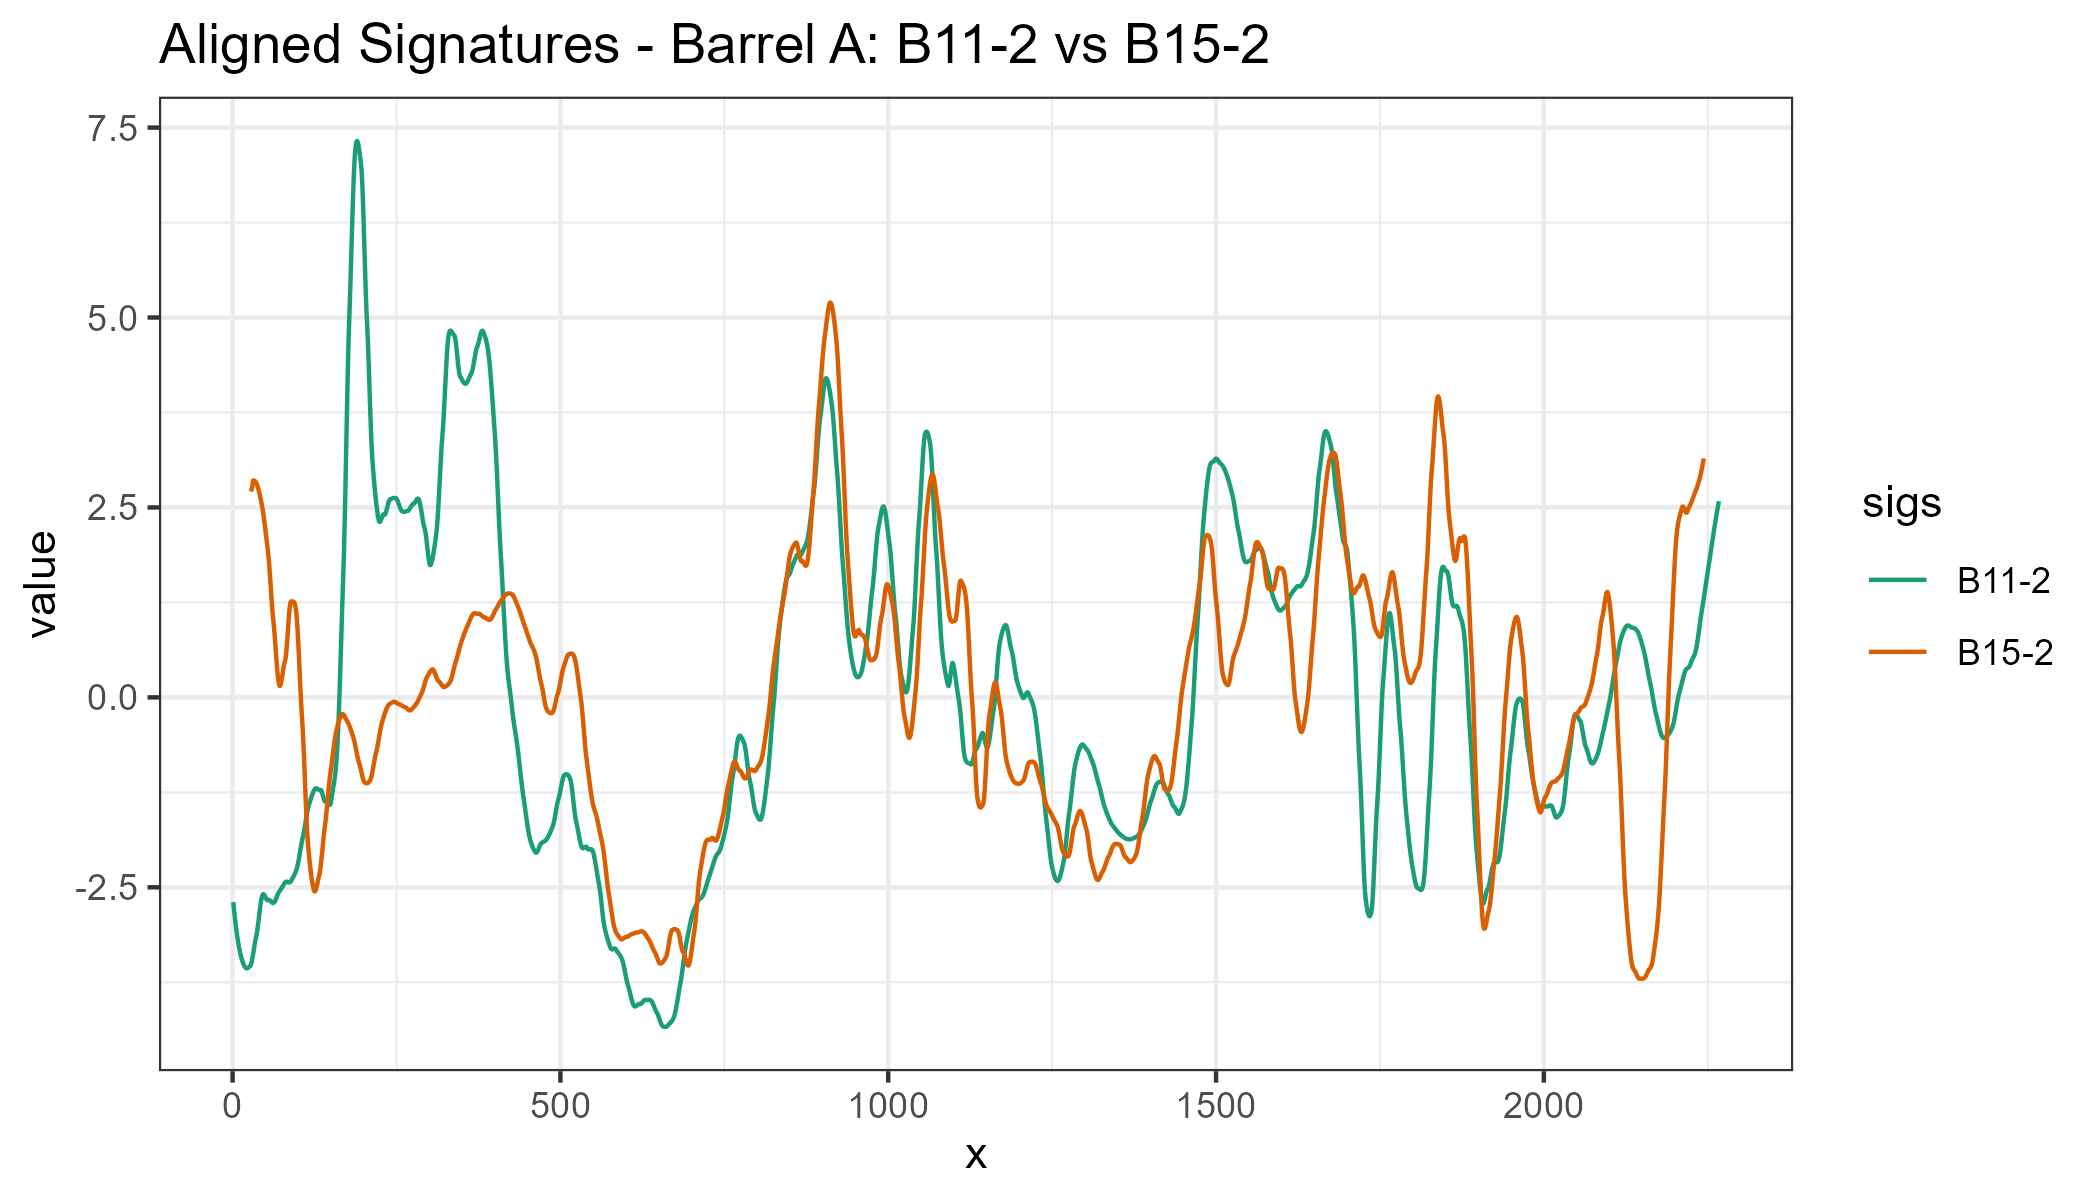 Aligned Signatures - Barrel A: B11-2 vs B15-2
7.5
5.0
2.5
0.0
-2.5
value
0 500 1000 1500 2000
x
sigs
B11-2
B15-2